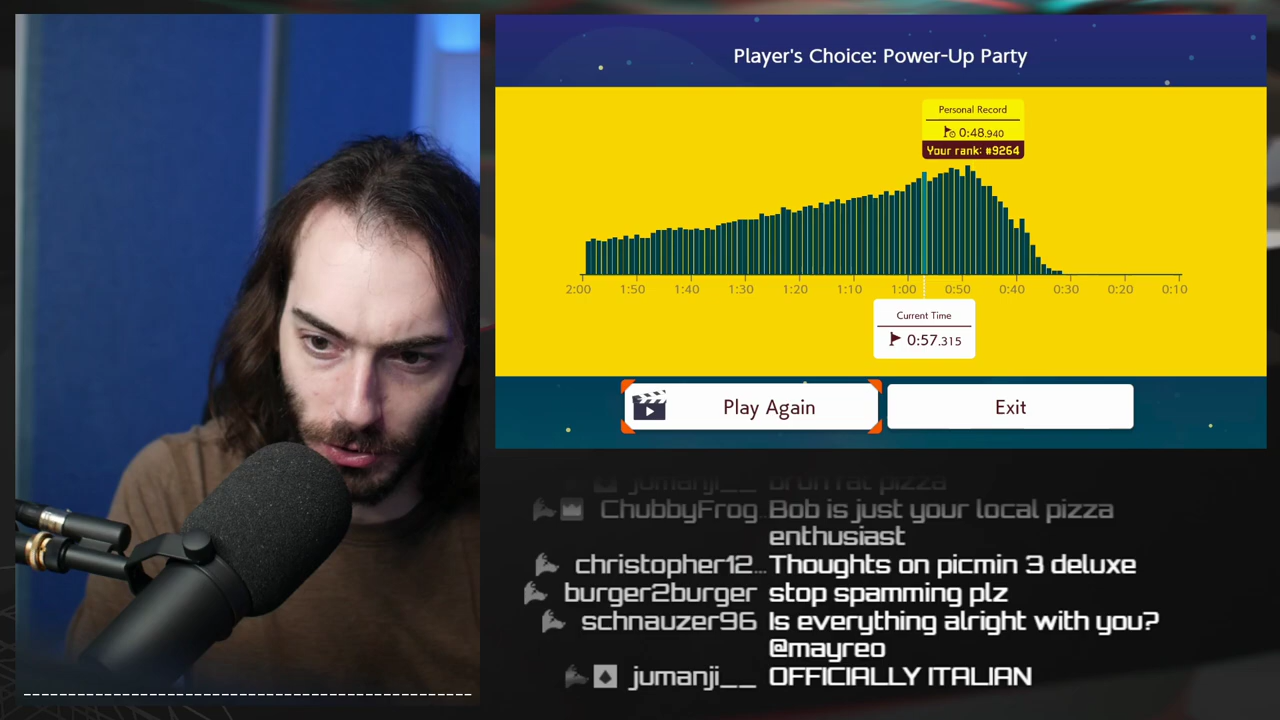 Player's Choice: Power-Up Party
Personal Record
0:48.940
Your rank: #9264
2:00 1:50 1:40 1:30 1:20 1:10 1:00 0:50 0:40 0:30 0:20 0:10
Current Time
0:57.315
Play Again
Exit
jumanji__ pizza
ChubbyFrog.. Bob is just your local pizza
enthusiast
christopher12... Thoughts on picmin 3 deluxe
burger2burger stop spamming plz
schnauzer96 Is everything alright with you?
@mayreo
jumanji__ OFFICIALLY ITALIAN